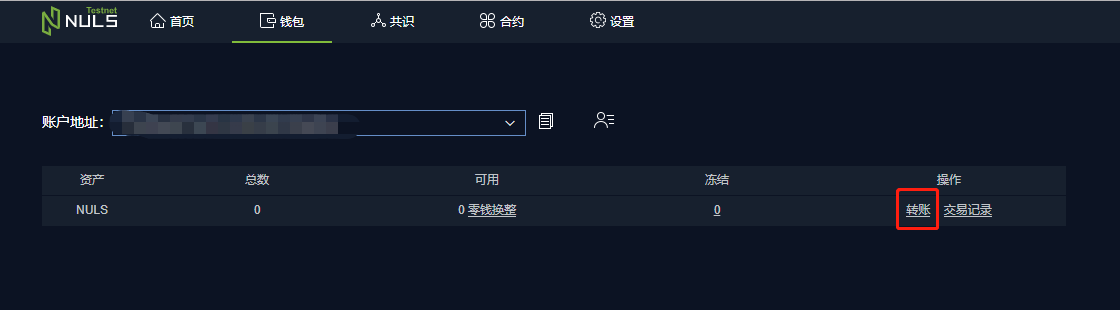 Testnet
NULS 首页 钱包 共识 合约 设置
账户地址：
资产 总数 可用 冻结 操作
NULS 0 0 零钱换整 0 转账 交易记录